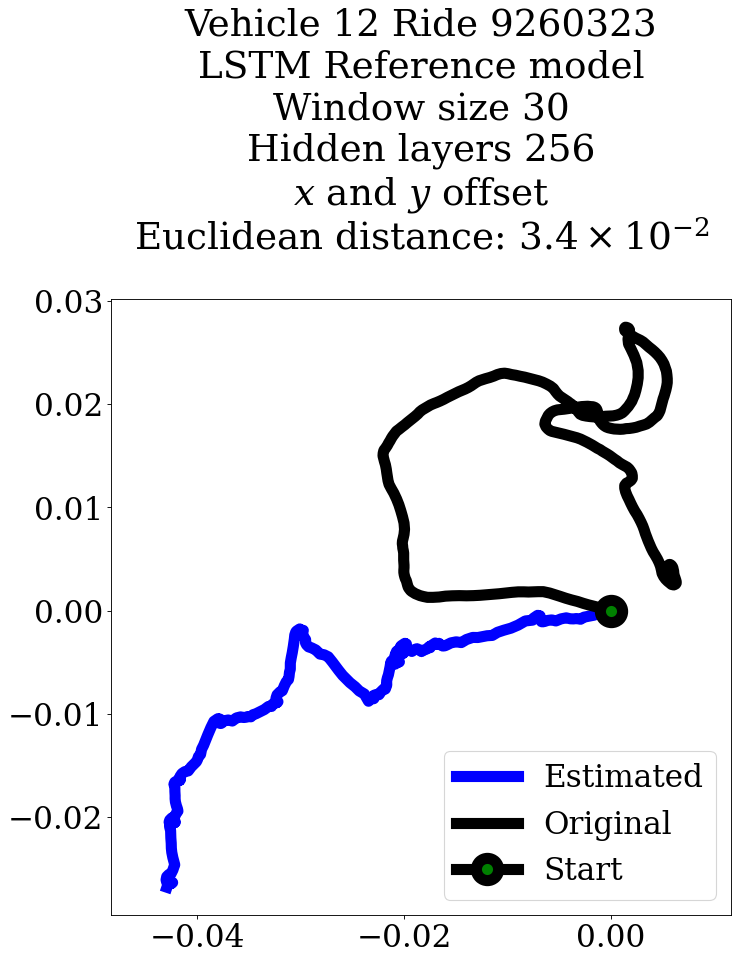 Vehicle 12 Ride 9260323
LSTM Reference model
Window size 30
Hidden layers 256
x and y offset
Euclidean distance: 3.4 × 10⁻²
0.03
0.02
0.01
0.00
−0.01
−0.02
Estimated
Original
Start
−0.04
−0.02
0.00